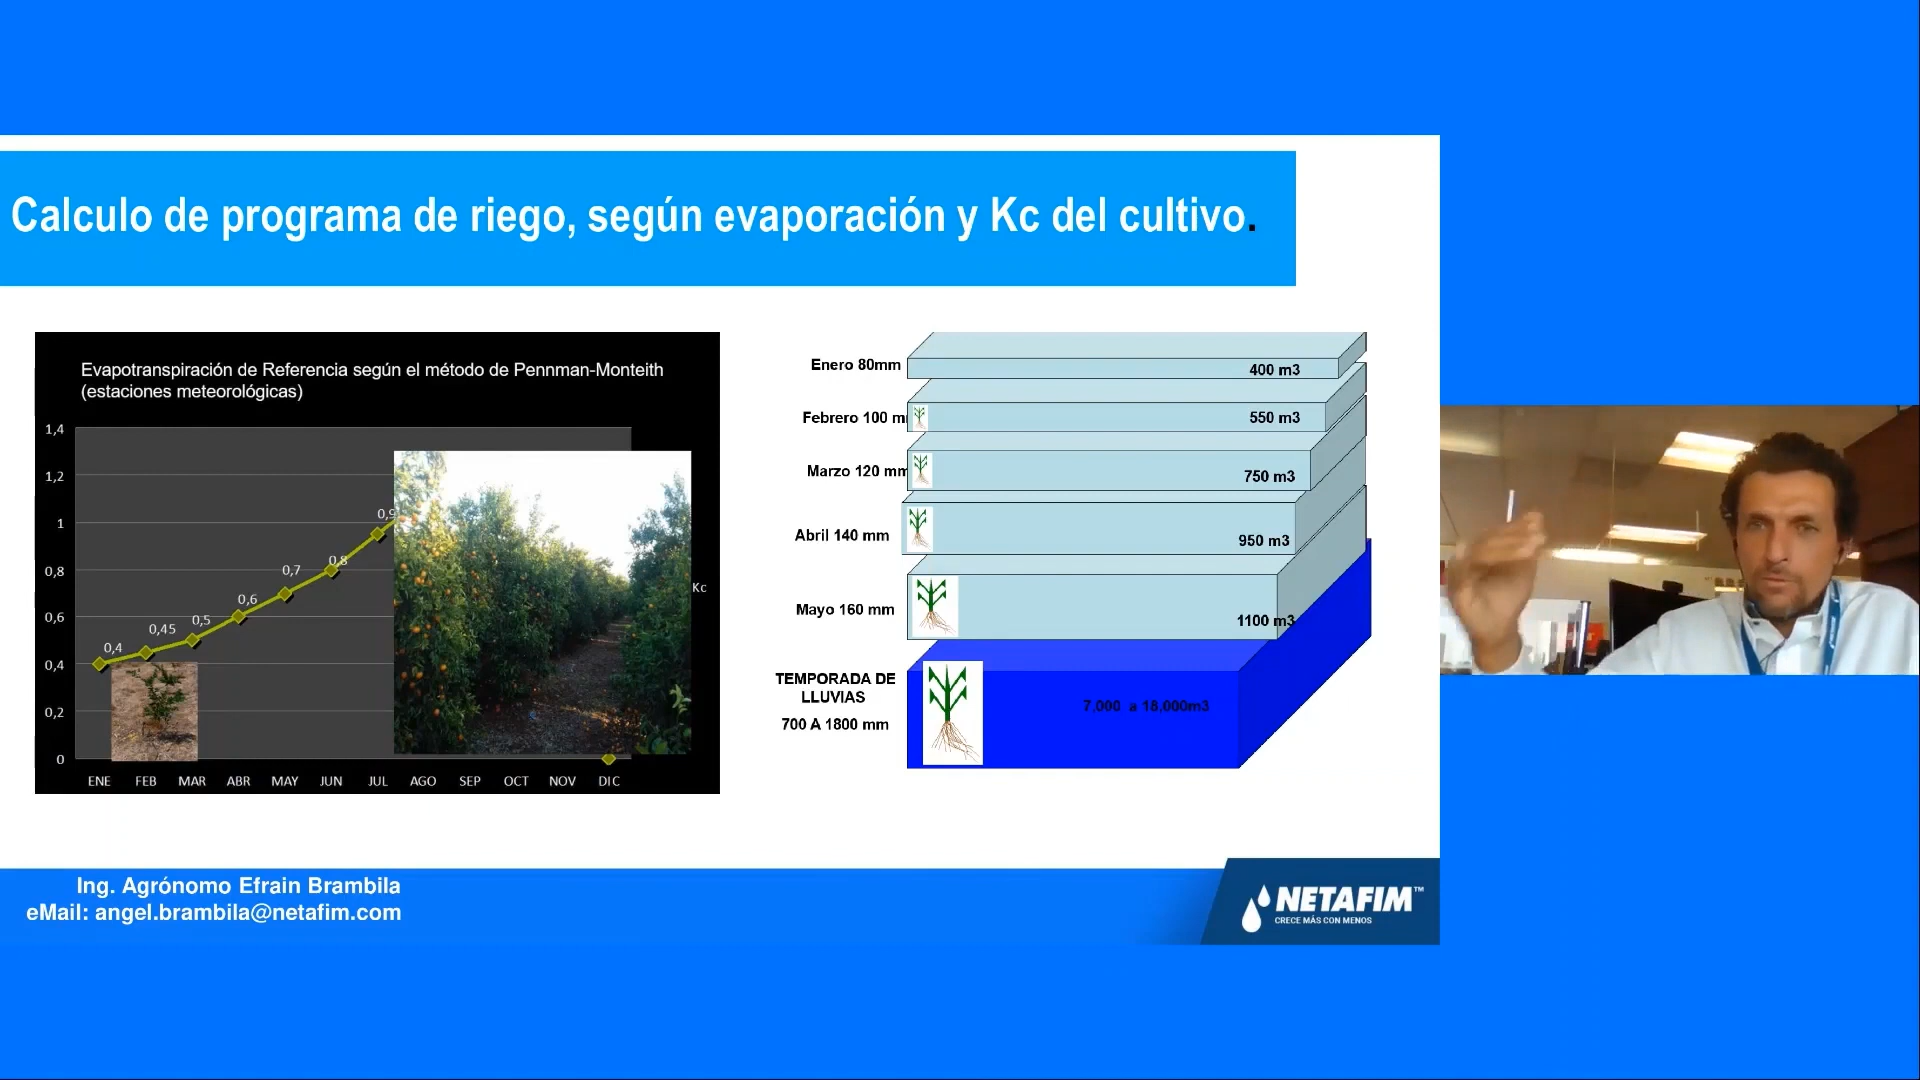 Calculo de programa de riego, según evaporación y Kc del cultivo.
Evapotranspiración de Referencia según el método de Pennman-Monteith
(estaciones meteorológicas)
1,4
1,2
1
0,8
0,6
0,4
0,2
0
0,4
0,45
0,5
0,6
0,7
0,8
0,9
Kc
ENE FEB MAR ABR MAY JUN JUL AGO SEP OCT NOV DIC
Enero 80mm 400 m3
Febrero 100 m 550 m3
Marzo 120 mm 750 m3
Abril 140 mm 950 m3
Mayo 160 mm 1100 m3
TEMPORADA DE
LLUVIAS
700 A 1800 mm
7,000 a 18,000m3
Ing. Agrónomo Efrain Brambila
eMail: angel.brambila@netafim.com
NETAFIM™
CRECE MÁS CON MENOS